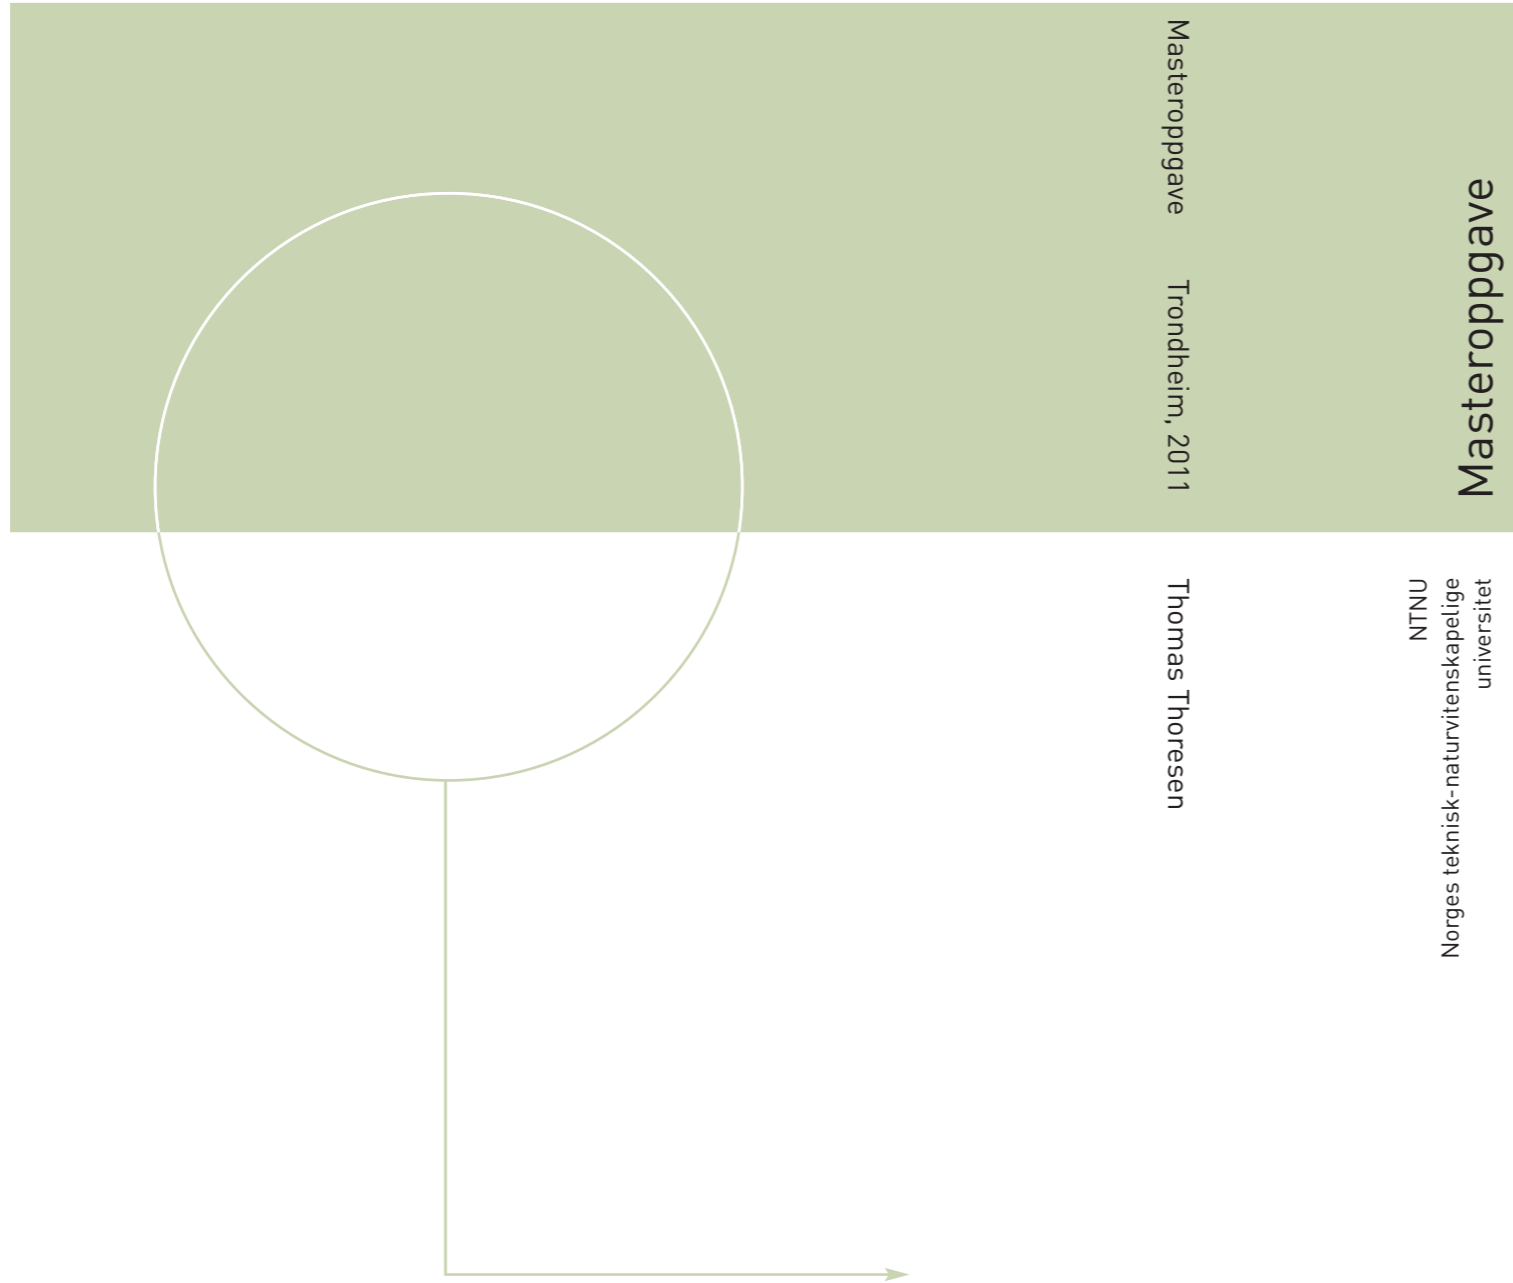 Masteroppgave
Trondheim, 2011
Thomas Thoresen
Masteroppgave
NTNU
Norges teknisk-naturvitenskapelige
universitet